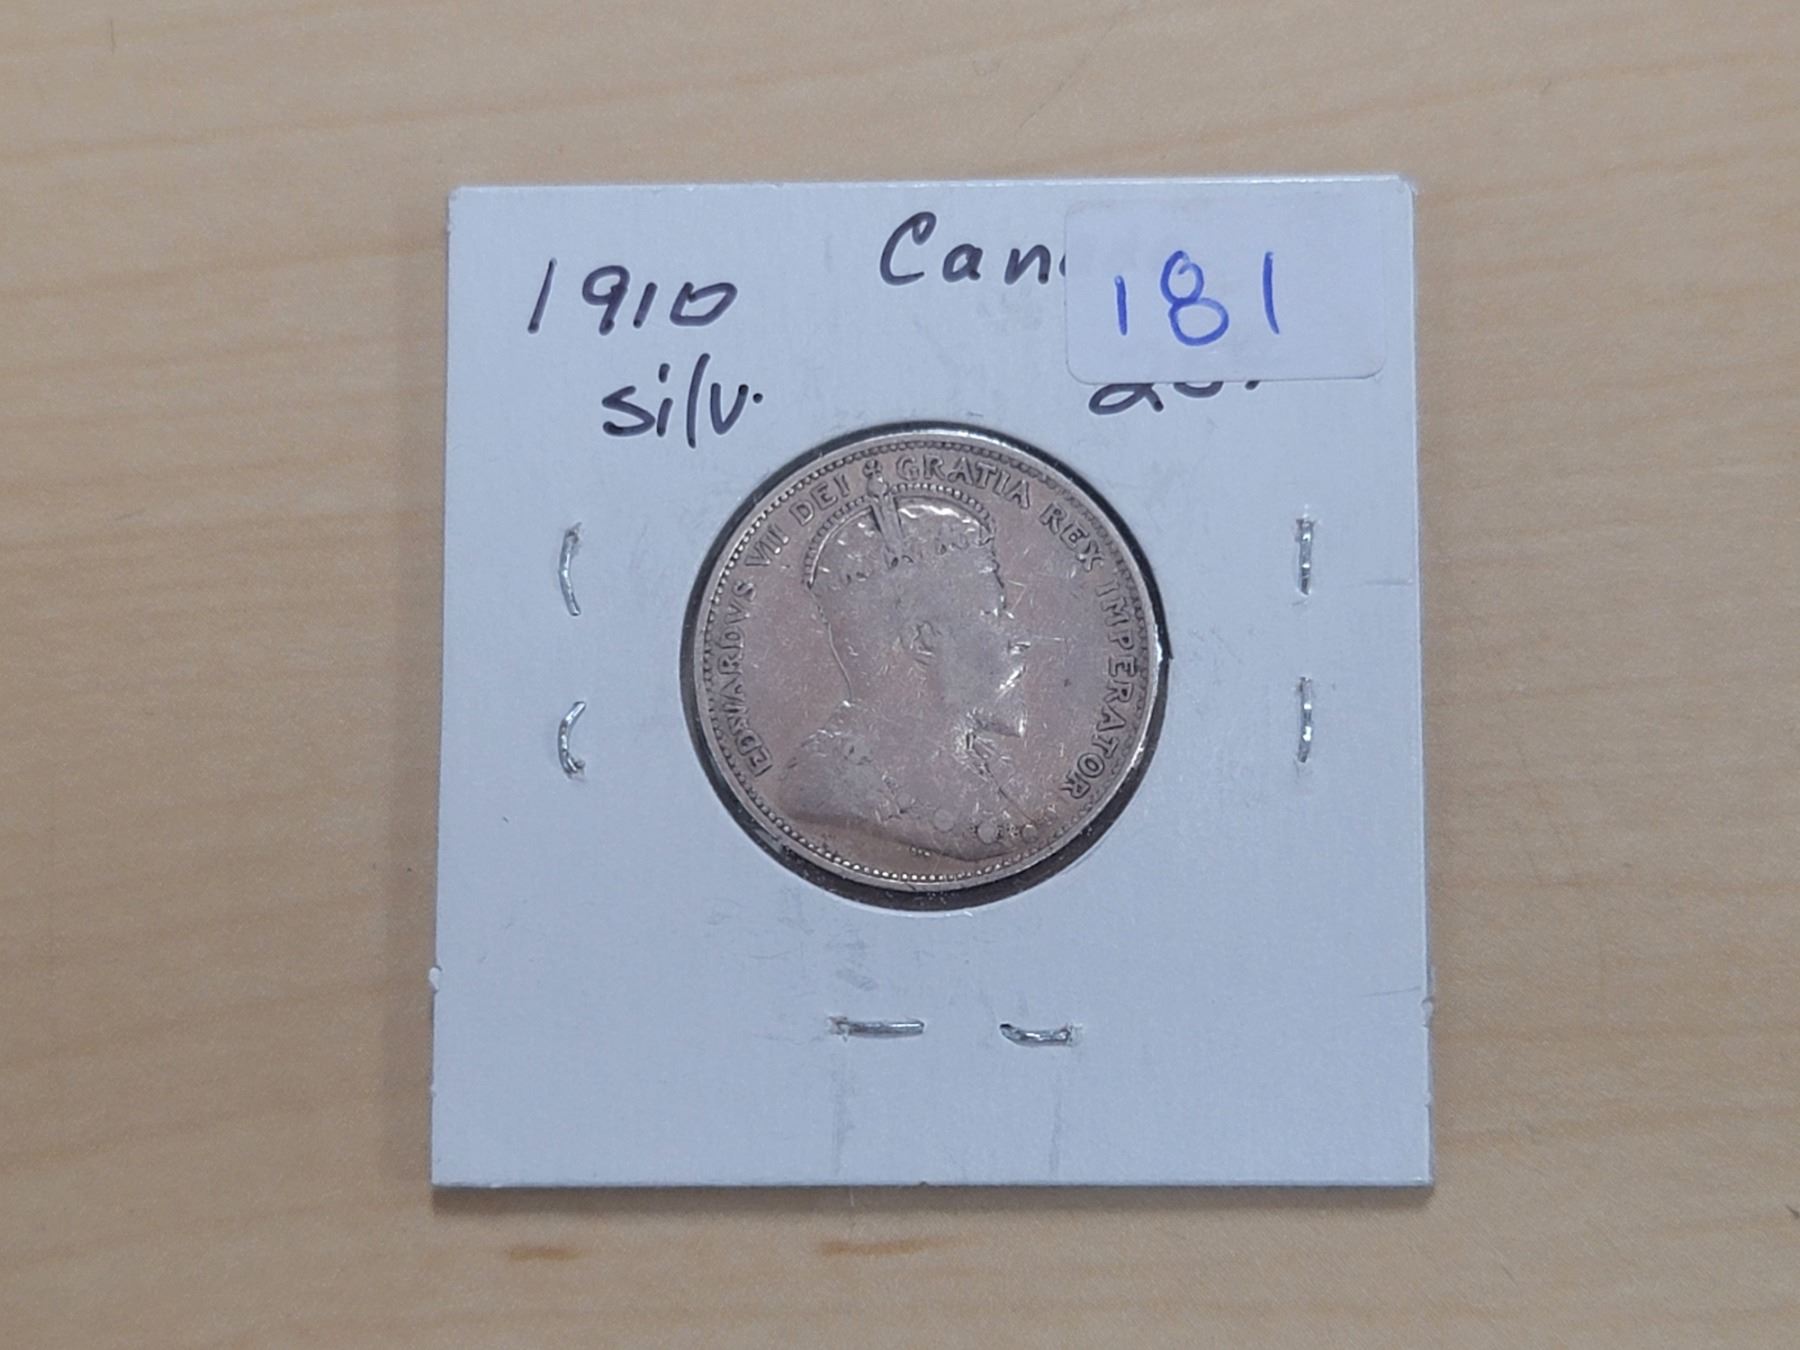 1910
silv.
Can
181
EDWARDVS VII DEI GRATIA REX IMPERATOR